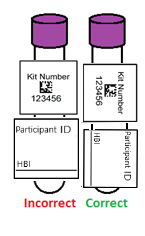 Kit Number
123456
Participant ID
HBI
Incorrect
Kit Number
123456
Participant ID
HBI
Correct